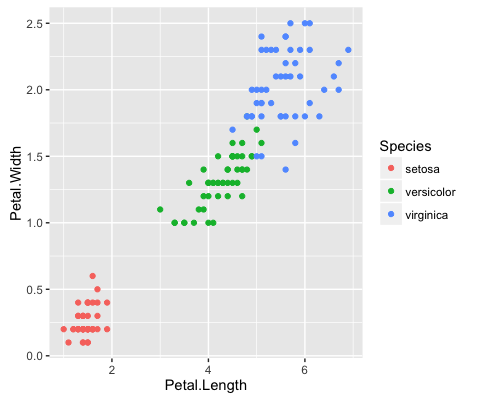 2.5
2.0
1.5
1.0
0.5
0.0
Petal.Width
2 4 6
Petal.Length
Species
setosa
versicolor
virginica